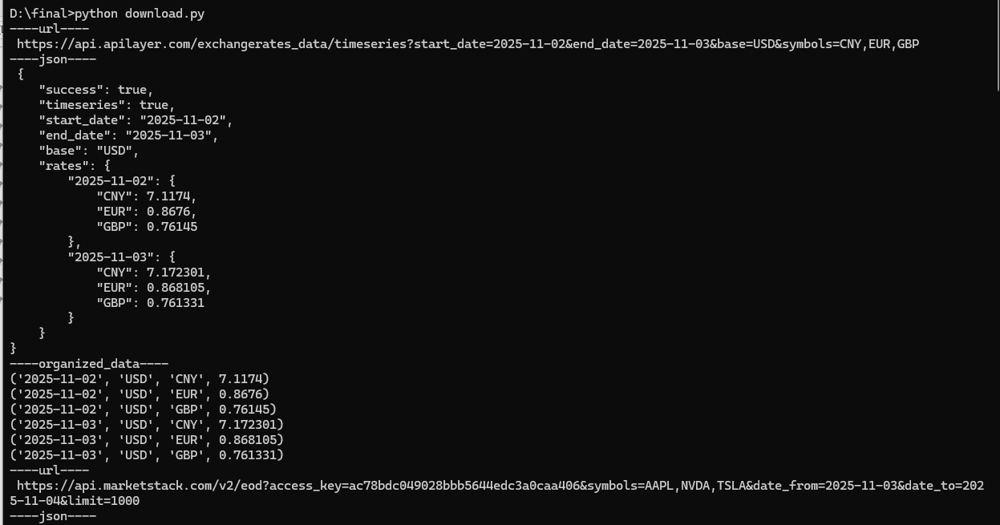 D:\final>python download.py
----url----
 https://api.apilayer.com/exchangerates_data/timeseries?start_date=2025-11-02&end_date=2025-11-03&base=USD&symbols=CNY,EUR,GBP
----json----
 {
    "success": true,
    "timeseries": true,
    "start_date": "2025-11-02",
    "end_date": "2025-11-03",
    "base": "USD",
    "rates": {
        "2025-11-02": {
            "CNY": 7.1174,
            "EUR": 0.8676,
            "GBP": 0.76145
        },
        "2025-11-03": {
            "CNY": 7.172301,
            "EUR": 0.868105,
            "GBP": 0.761331
        }
    }
}
----organized_data----
('2025-11-02', 'USD', 'CNY', 7.1174)
('2025-11-02', 'USD', 'EUR', 0.8676)
('2025-11-02', 'USD', 'GBP', 0.76145)
('2025-11-03', 'USD', 'CNY', 7.172301)
('2025-11-03', 'USD', 'EUR', 0.868105)
('2025-11-03', 'USD', 'GBP', 0.761331)
----url----
 https://api.marketstack.com/v2/eod?access_key=ac78bdc049028bbb5644edc3a0caa406&symbols=AAPL,NVDA,TSLA&date_from=2025-11-03&date_to=202
5-11-04&limit=1000
----json----